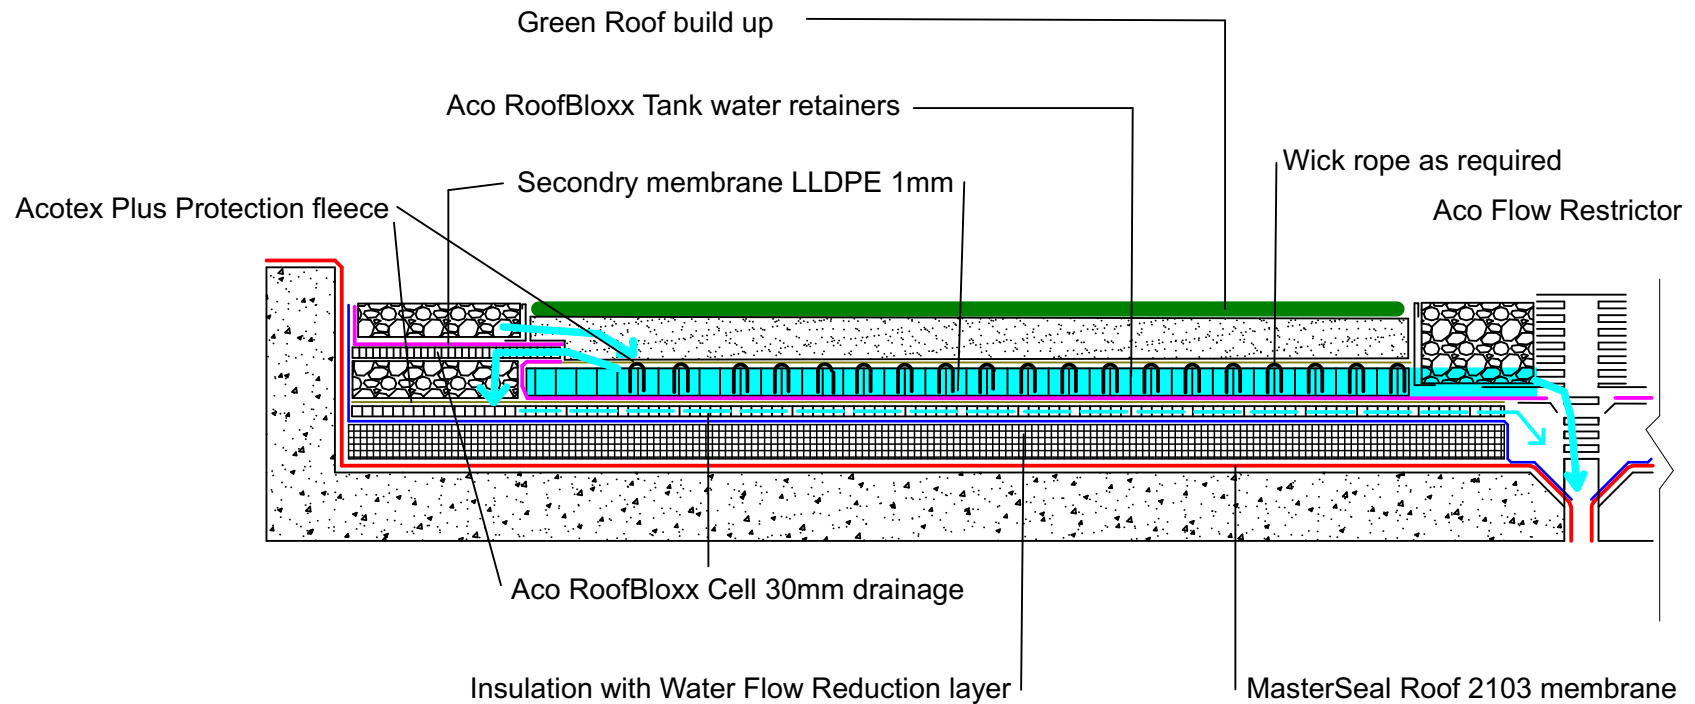 Green Roof build up
Aco RoofBloxx Tank water retainers
Wick rope as required
Secondry membrane LLDPE 1mm
Acotex Plus Protection fleece
Aco Flow Restrictor
Aco RoofBloxx Cell 30mm drainage
Insulation with Water Flow Reduction layer
MasterSeal Roof 2103 membrane